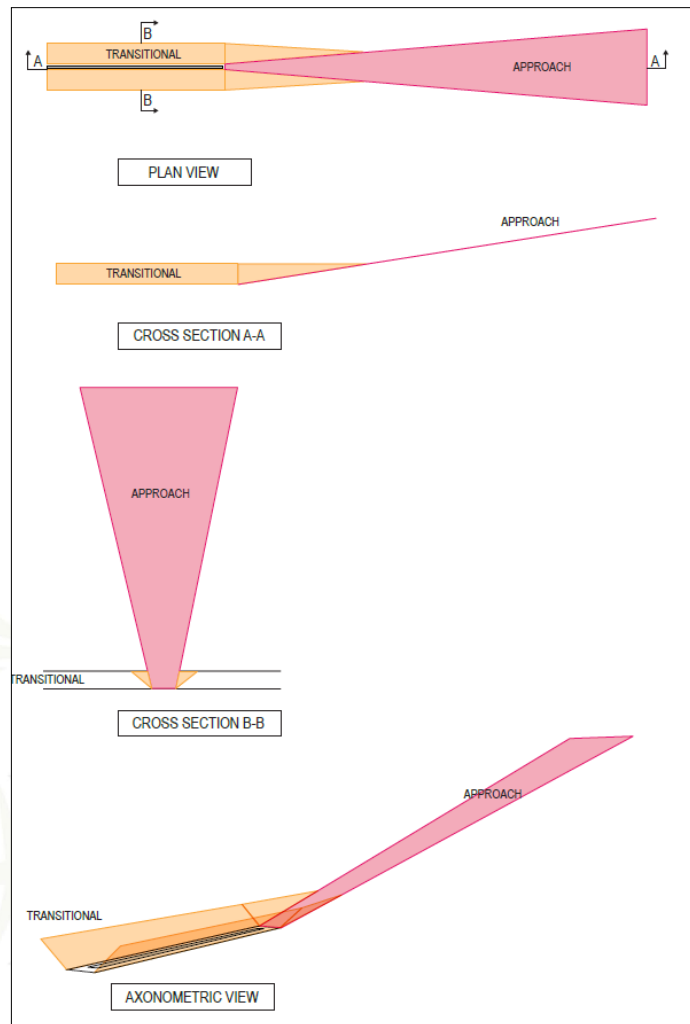 B
TRANSITIONAL
A
APPROACH
A
B
PLAN VIEW
APPROACH
TRANSITIONAL
CROSS SECTION A-A
APPROACH
TRANSITIONAL
CROSS SECTION B-B
APPROACH
TRANSITIONAL
AXONOMETRIC VIEW